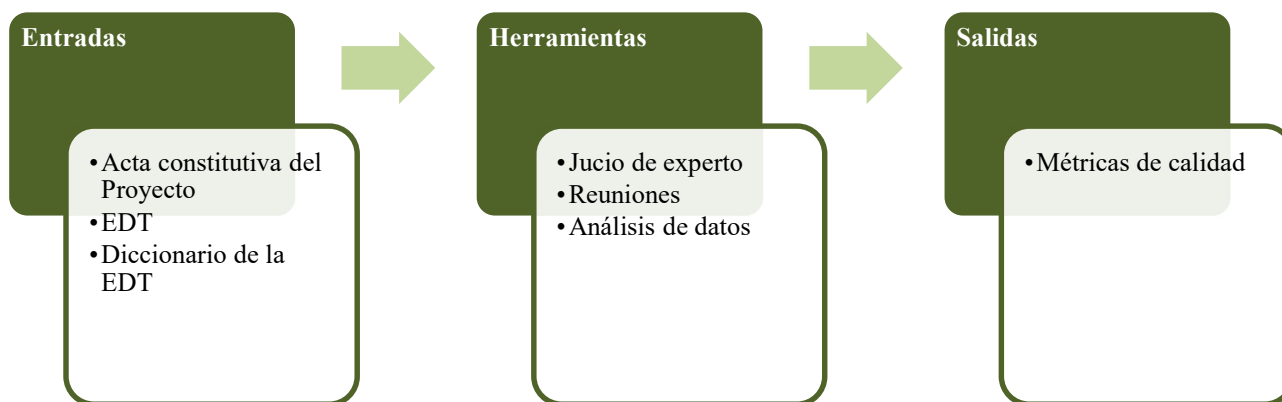 Entradas
•Acta constitutiva del
Proyecto
•EDT
•Diccionario de la
EDT
Herramientas
•Jucio de experto
•Reuniones
•Análisis de datos
Salidas
•Métricas de calidad